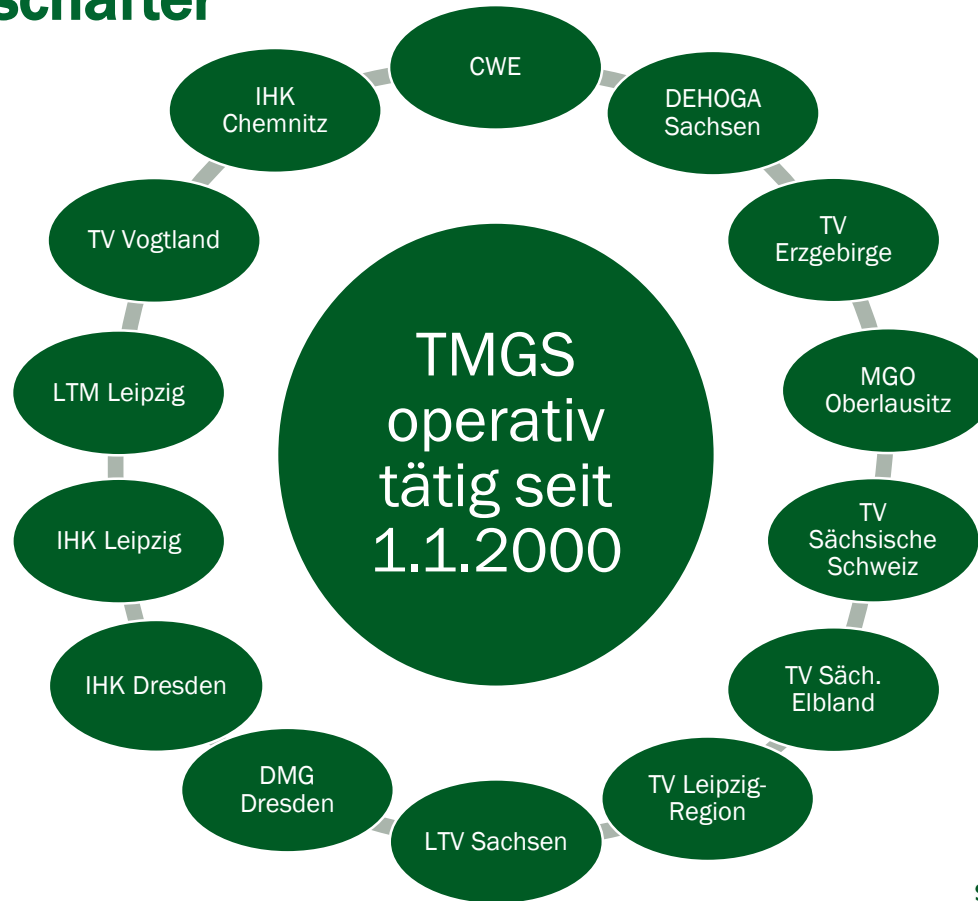 schafter
CWE
DEHOGA
Sachsen
TV
Erzgebirge
MGO
Oberlausitz
TV
Sächsische
Schweiz
TV Säch.
Elbland
TV Leipzig-
Region
LTV Sachsen
DMG
Dresden
IHK Dresden
IHK Leipzig
LTM Leipzig
TV Vogtland
IHK
Chemnitz
TMGS
operativ
tätig seit
1.1.2000